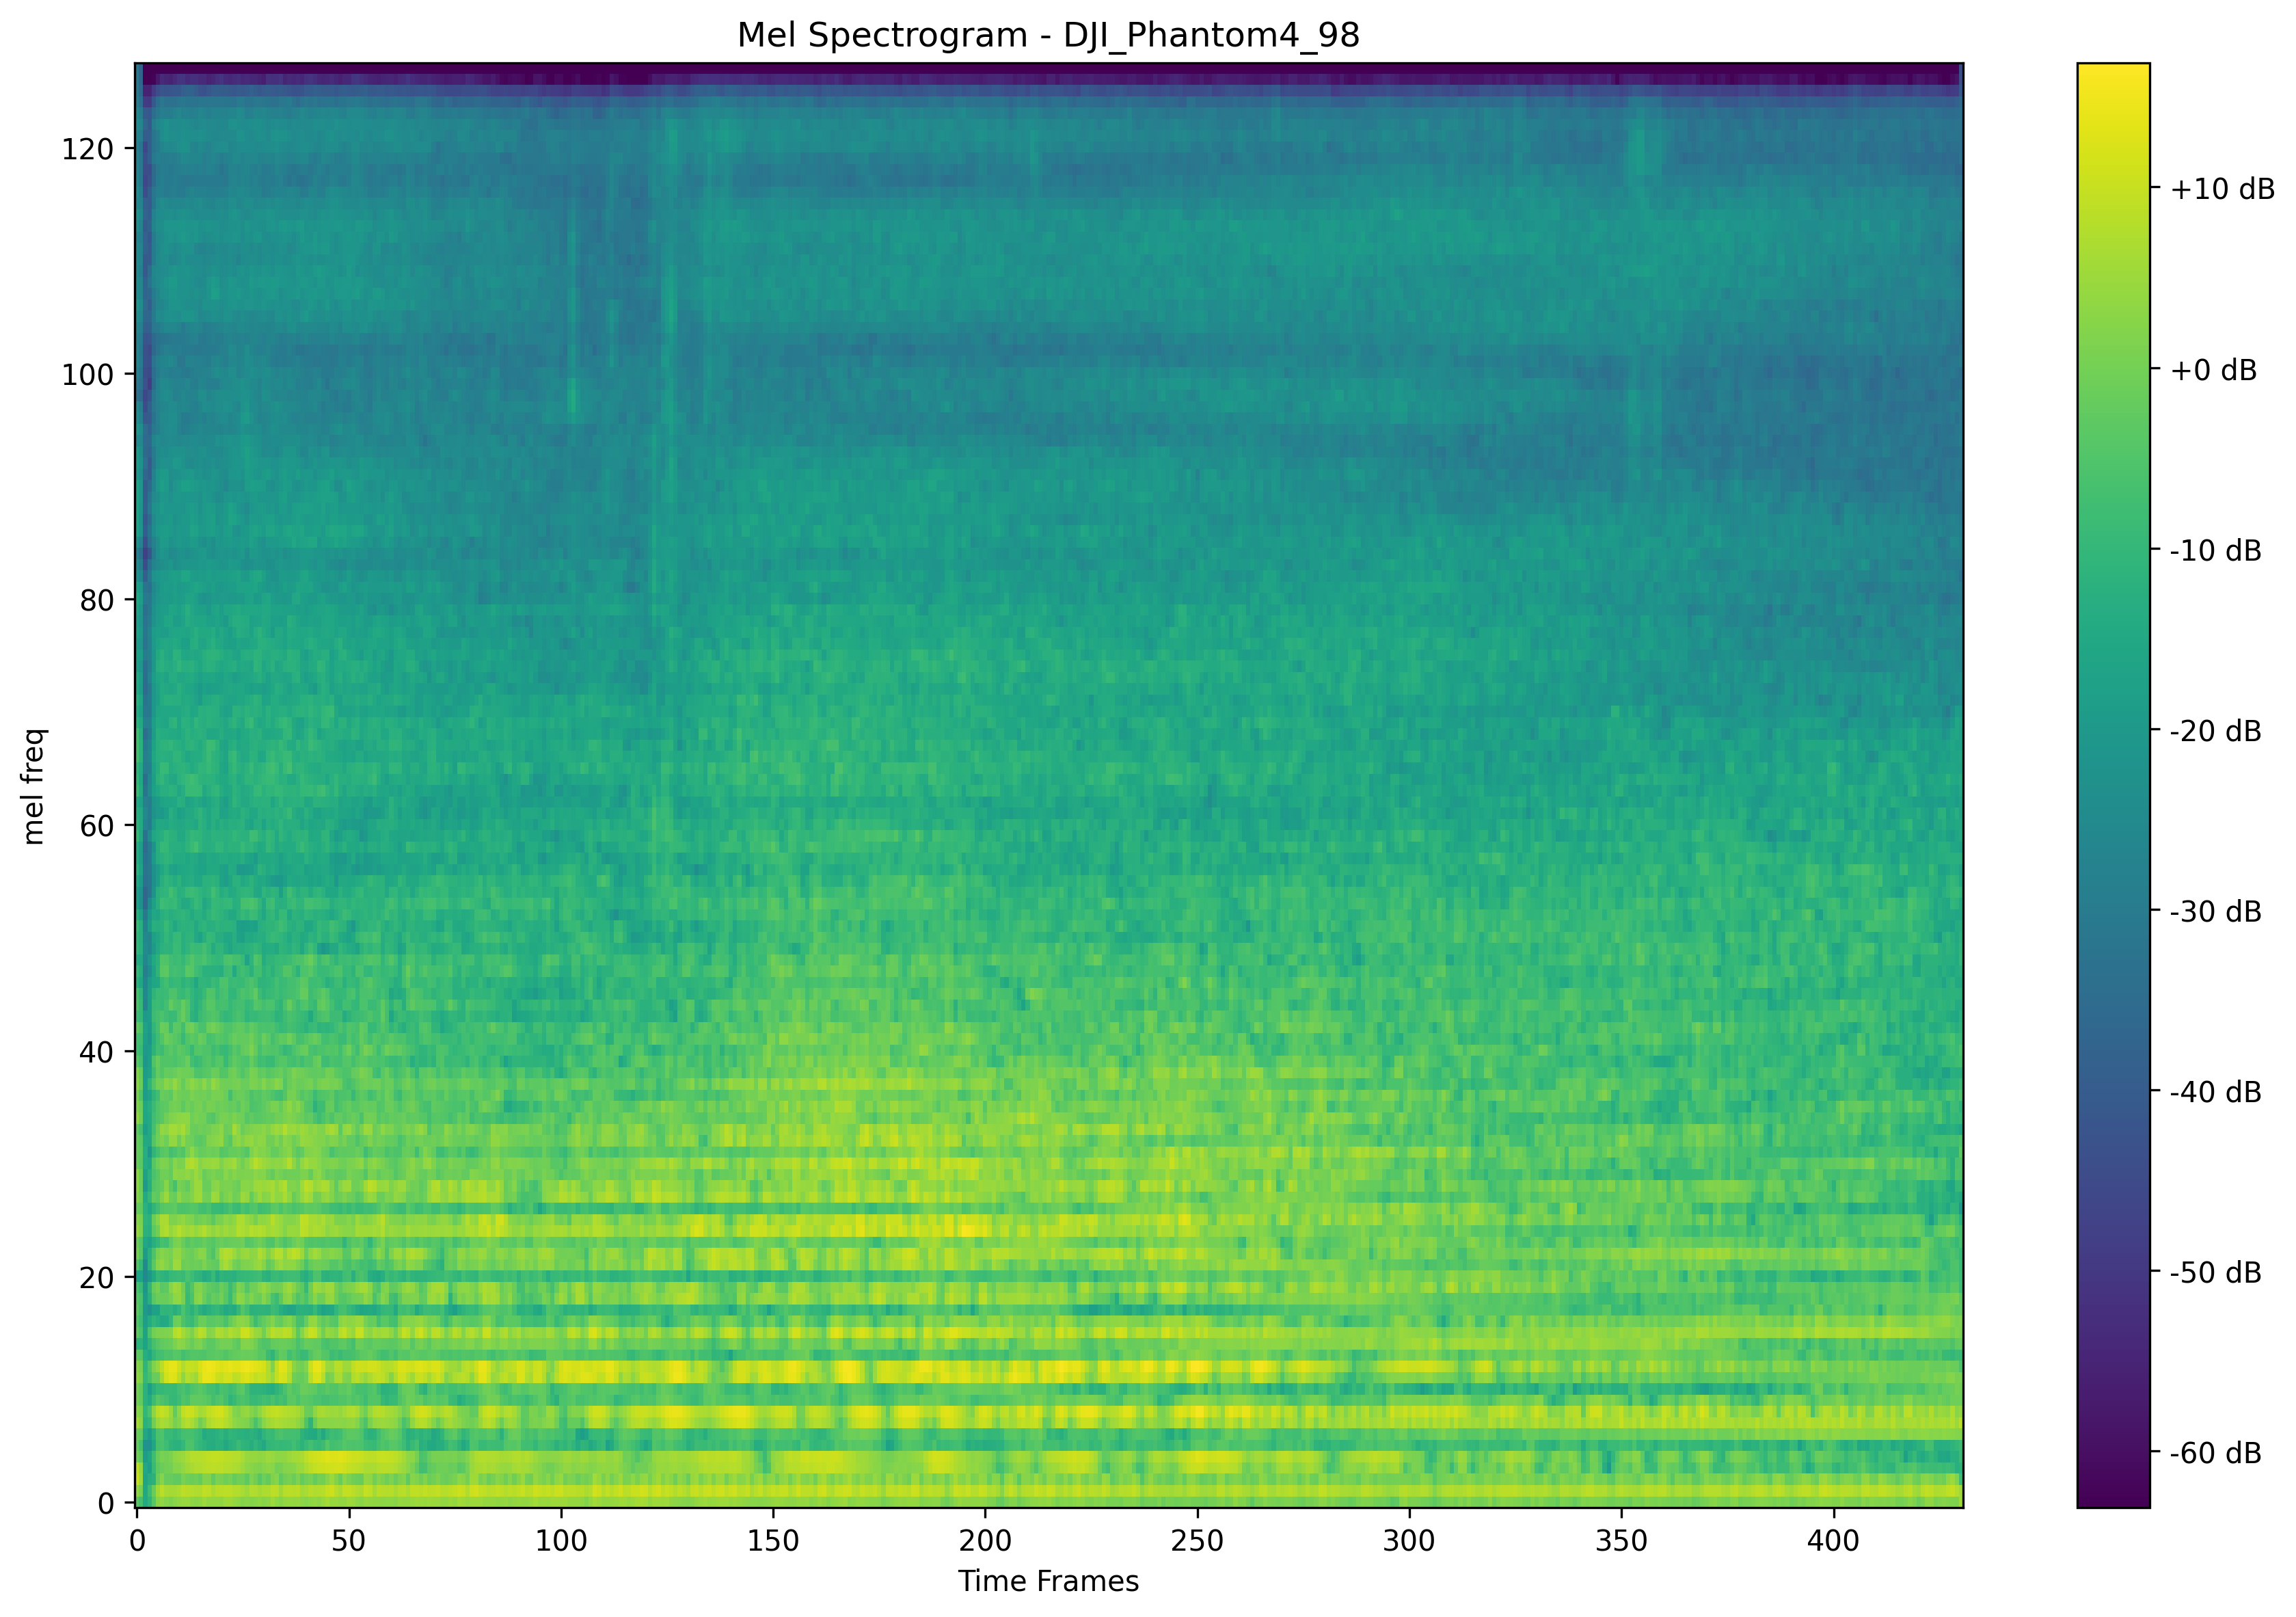 Mel Spectrogram - DJI_Phantom4_98
mel freq
120
100
80
60
40
20
0
0 50 100 150 200 250 300 350 400
Time Frames
+10 dB
+0 dB
-10 dB
-20 dB
-30 dB
-40 dB
-50 dB
-60 dB